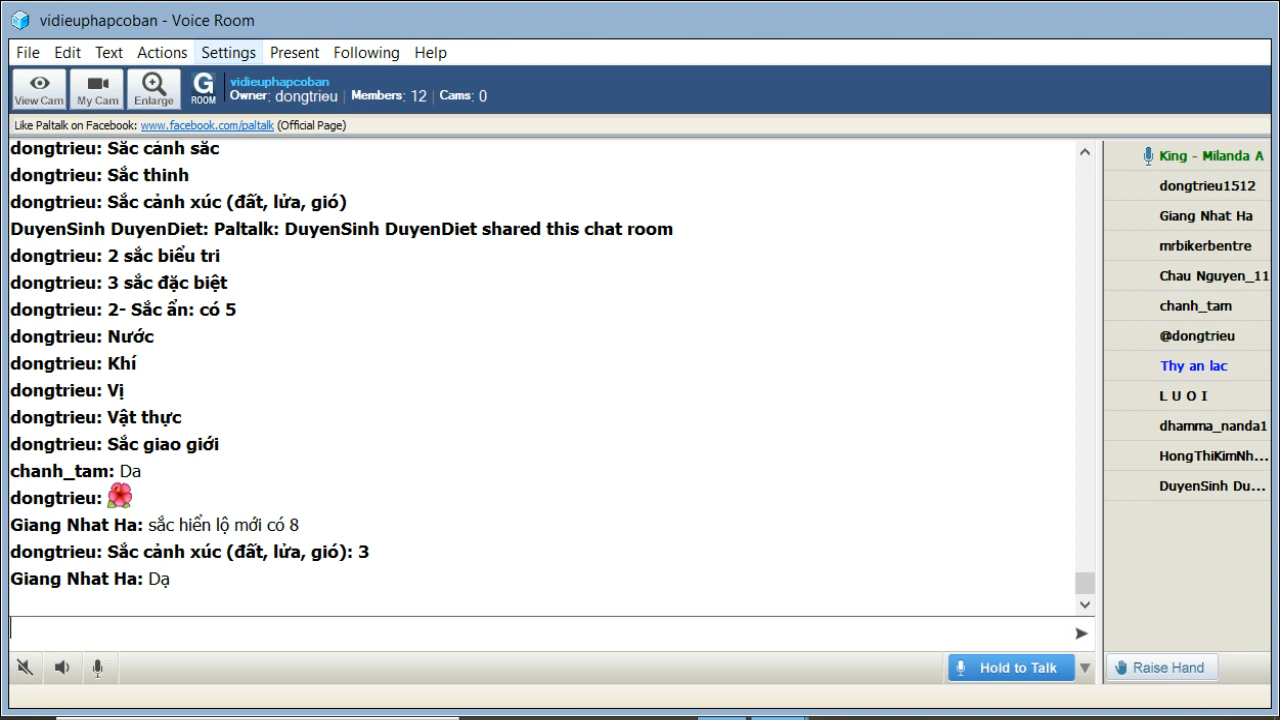 vidieuphapcoban - Voice Room
File Edit Text Actions Settings Present Following Help
View Cam My Cam Enlarge G ROOM
vidieuphapcoban
Owner: dongtrieu | Members: 12 | Cams: 0
Like Paltalk on Facebook: www.facebook.com/paltalk (Official Page)
dongtrieu: Sắc cảnh sắc
dongtrieu: Sắc thinh
dongtrieu: Sắc cảnh xúc (đất, lửa, gió)
DuyenSinh DuyenDiet: Paltalk: DuyenSinh DuyenDiet shared this chat room
dongtrieu: 2 sắc biểu tri
dongtrieu: 3 sắc đặc biệt
dongtrieu: 2- Sắc ẩn: có 5
dongtrieu: Nước
dongtrieu: Khí
dongtrieu: Vị
dongtrieu: Vật thực
dongtrieu: Sắc giao giới
chanh_tam: Da
dongtrieu:
Giang Nhat Ha: sắc hiển lộ mới có 8
dongtrieu: Sắc cảnh xúc (đất, lửa, gió): 3
Giang Nhat Ha: Dạ
King - Milanda A
dongtrieu1512
Giang Nhat Ha
mrbikerbentre
Chau Nguyen_11
chanh_tam
@dongtrieu
Thy an lac
L U O I
dhamma_nanda1
HongThiKimNh...
DuyenSinh Du...
Hold to Talk
Raise Hand